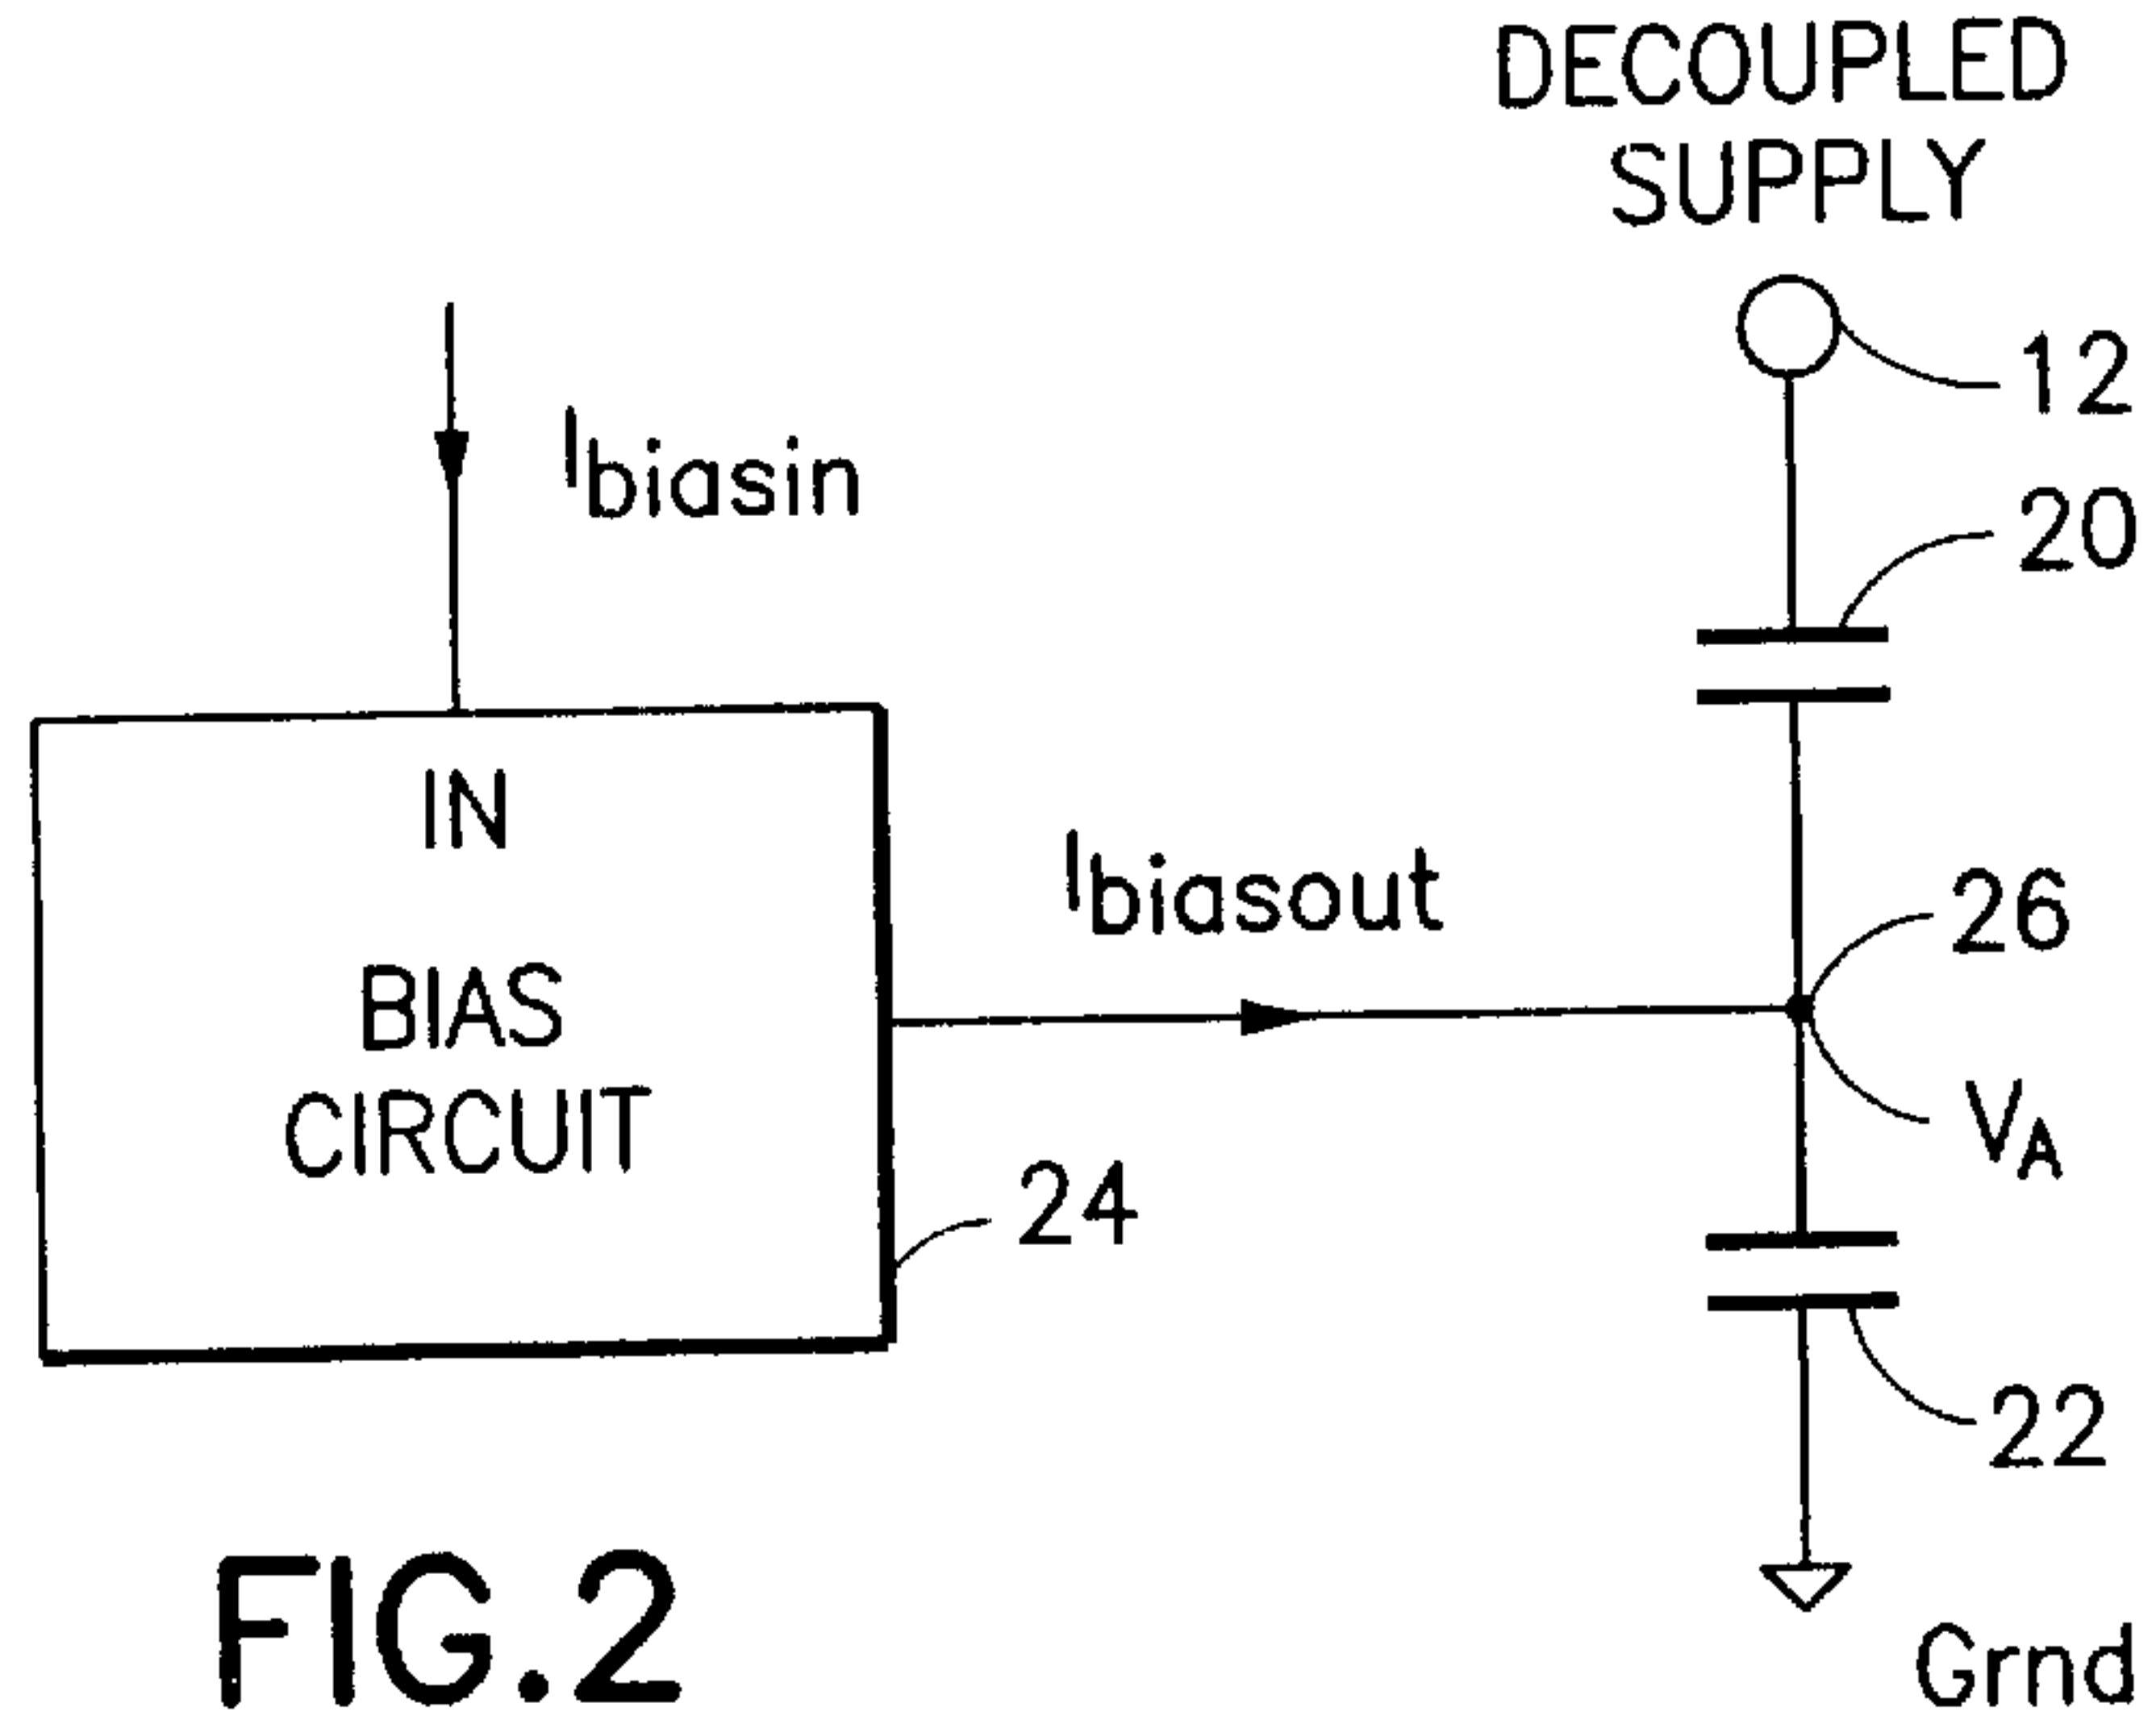 DECOUPLED
SUPPLY
12
Ibiasin
20
IN
Ibiasout
26
BIAS
CIRCUIT
VA
24
22
FIG.2
Grnd